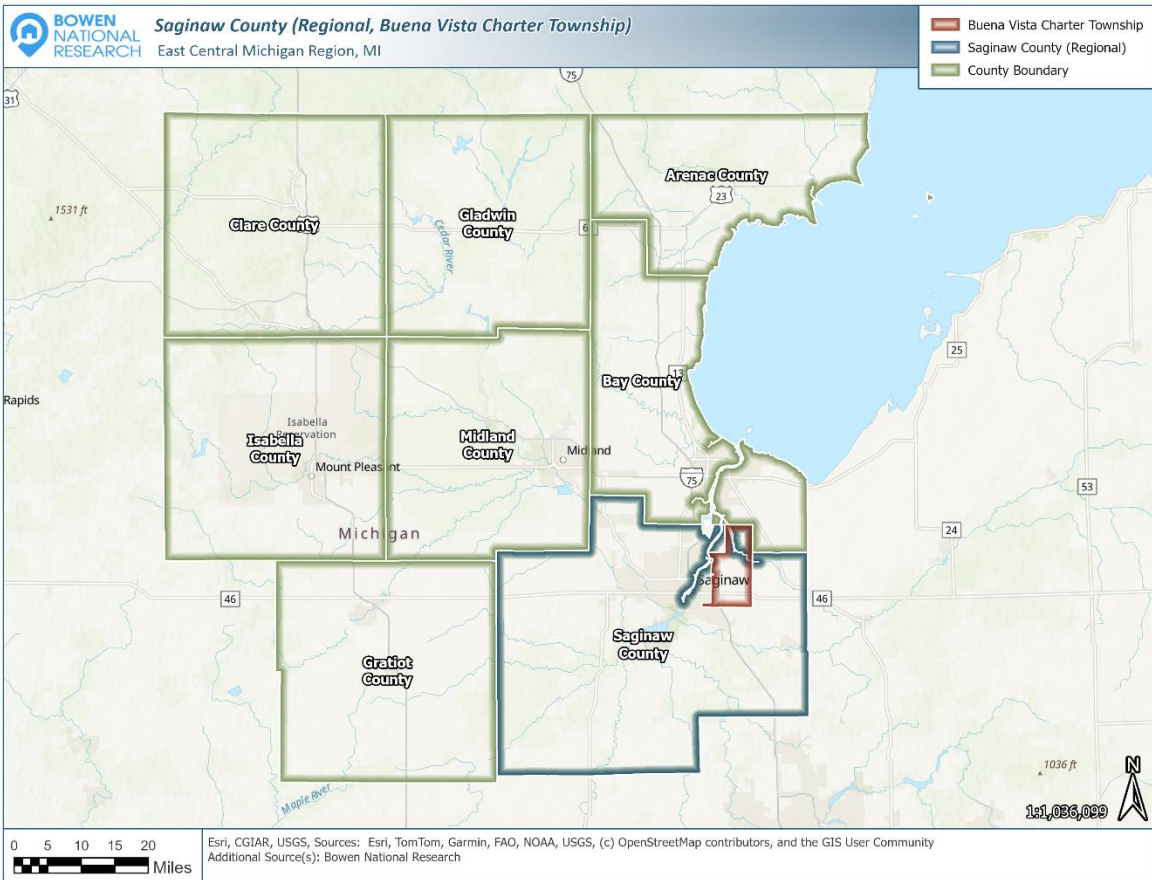 BOWEN
NATIONAL
RESEARCH
Saginaw County (Regional, Buena Vista Charter Township)
East Central Michigan Region, MI
Buena Vista Charter Township
Saginaw County (Regional)
County Boundary
75
31
Arenac County
23
1531 ft
Clare County
Gladwin
County
6
Cedar River
25
Bay County
13
Rapids
Isabella
Reservation
Isabella
County
Mount Pleasant
Midland
County
Midland
75
53
Michigan
24
Saginaw
46
46
Saginaw
County
Gratiot
County
Maple River
1036 ft
N
1:1,036,099
0 5 10 15 20
Miles
Esri, CGIAR, USGS, Sources: Esri, TomTom, Garmin, FAO, NOAA, USGS, (c) OpenStreetMap contributors, and the GIS User Community
Additional Source(s): Bowen National Research